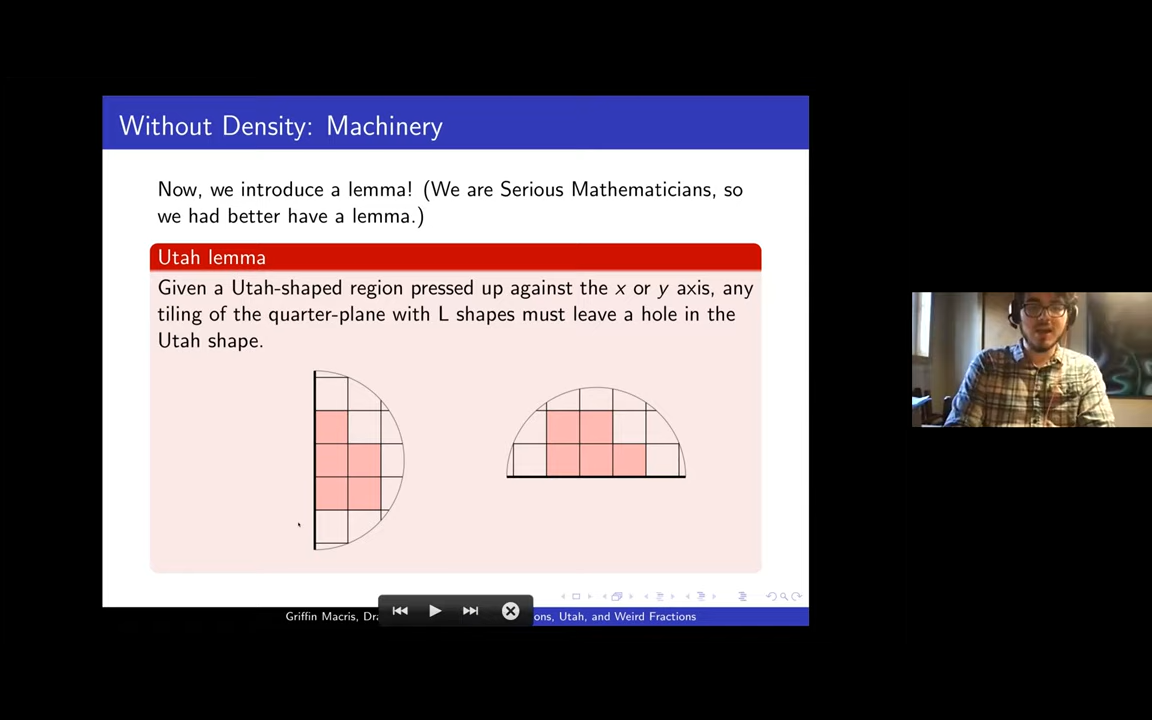 Without Density: Machinery
Now, we introduce a lemma! (We are Serious Mathematicians, so
we had better have a lemma.)
Utah lemma
Given a Utah-shaped region pressed up against the x or y axis, any
tiling of the quarter-plane with L shapes must leave a hole in the
Utah shape.
Griffin Macris, Dra
ons, Utah, and Weird Fractions